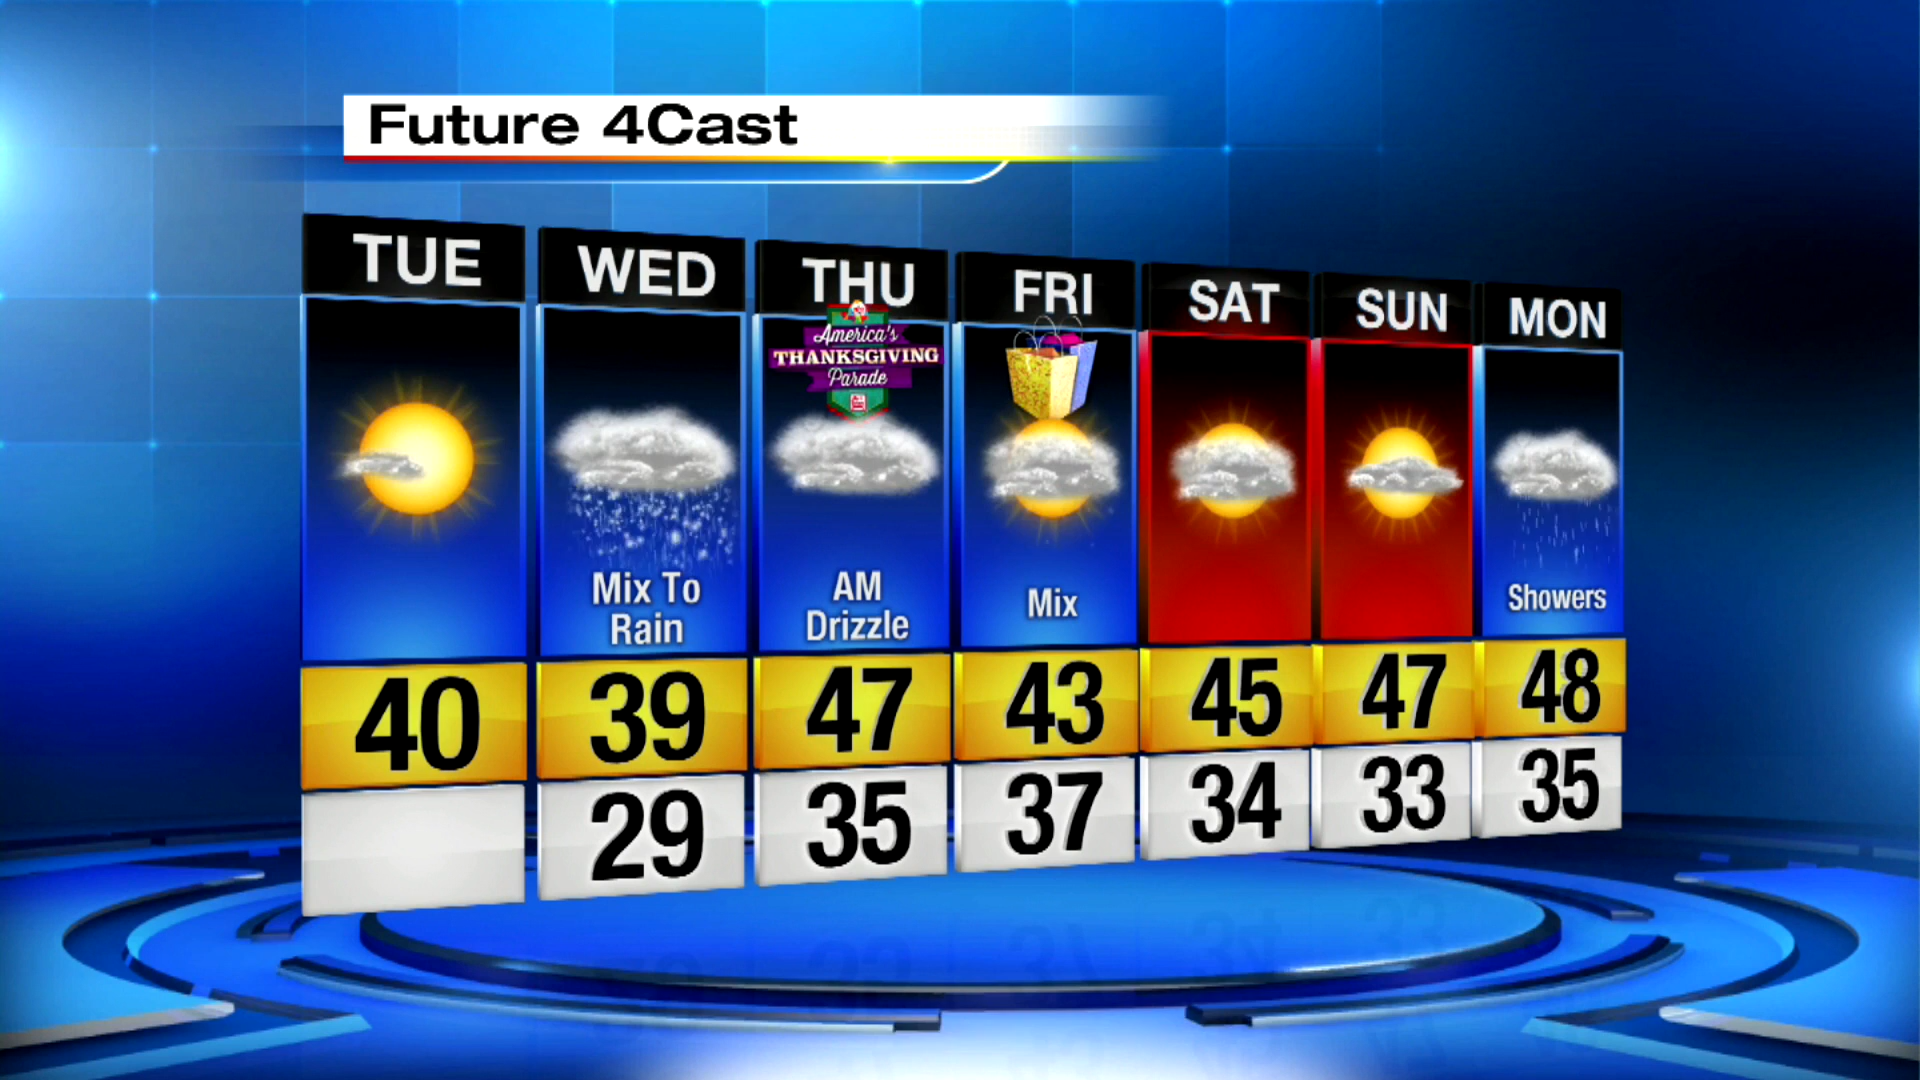 Future 4Cast
TUE
WED
THU
FRI
SAT
SUN
MON
America's
THANKSGIVING
Parade
Mix To
Rain
AM
Drizzle
Mix
Showers
40
39
47
43
45
47
48
29
35
37
34
33
35